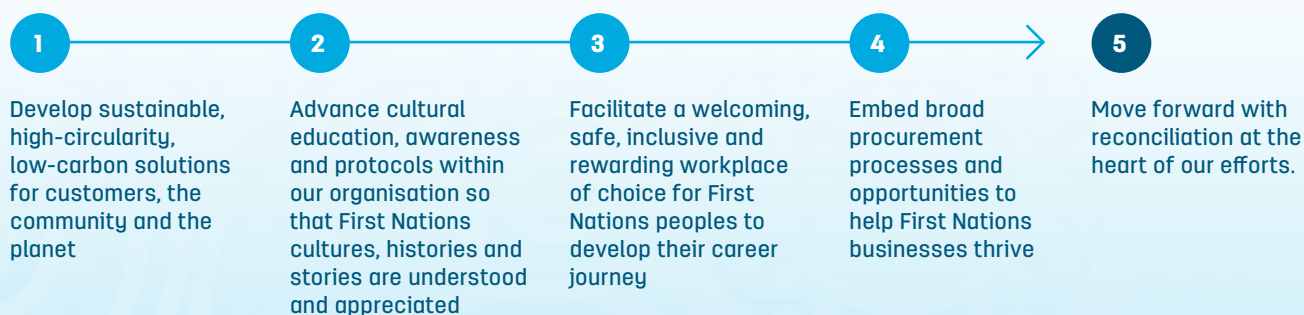 1
Develop sustainable,
high-circularity,
low-carbon solutions
for customers, the
community and the
planet
2
Advance cultural
education, awareness
and protocols within
our organisation so
that First Nations
cultures, histories and
stories are understood
and appreciated
3
Facilitate a welcoming,
safe, inclusive and
rewarding workplace
of choice for First
Nations peoples to
develop their career
journey
4
Embed broad
procurement
processes and
opportunities to
help First Nations
businesses thrive
5
Move forward with
reconciliation at the
heart of our efforts.